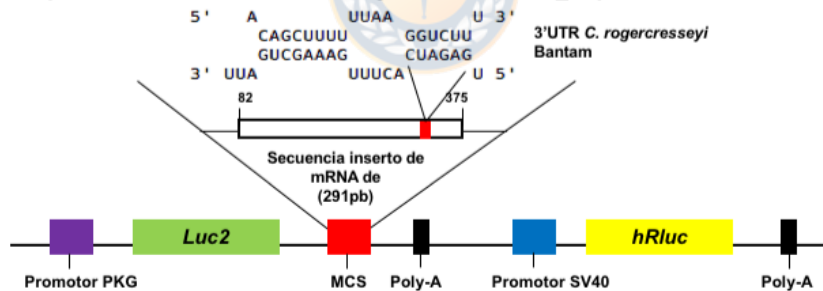 5' A UUAA U 3'
CAGCUUUU GGUCUU
GUCGAAAG CUAGAG
3' UUA UUUCA U 5'
3'UTR C. rogercresseyi
Bantam
82 375
Secuencia inserto de
mRNA de
(291pb)
Luc2 hRluc
Promotor PKG MCS Poly-A Promotor SV40 Poly-A